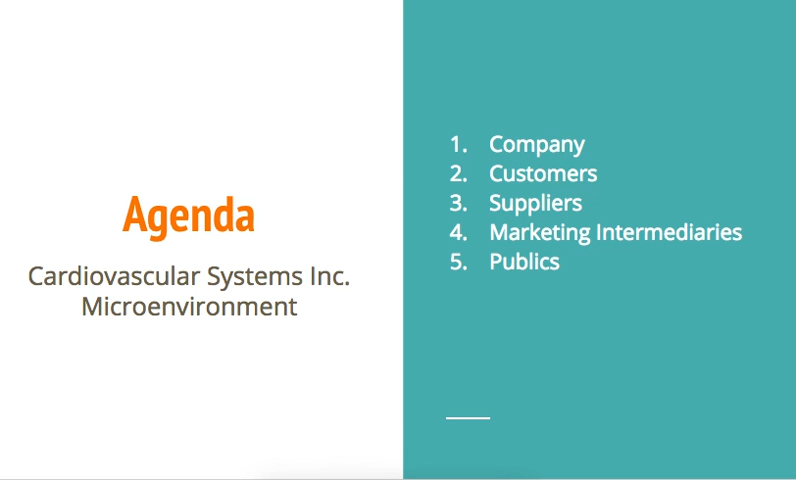 Agenda
Cardiovascular Systems Inc.
Microenvironment
1. Company
2. Customers
3. Suppliers
4. Marketing Intermediaries
5. Publics